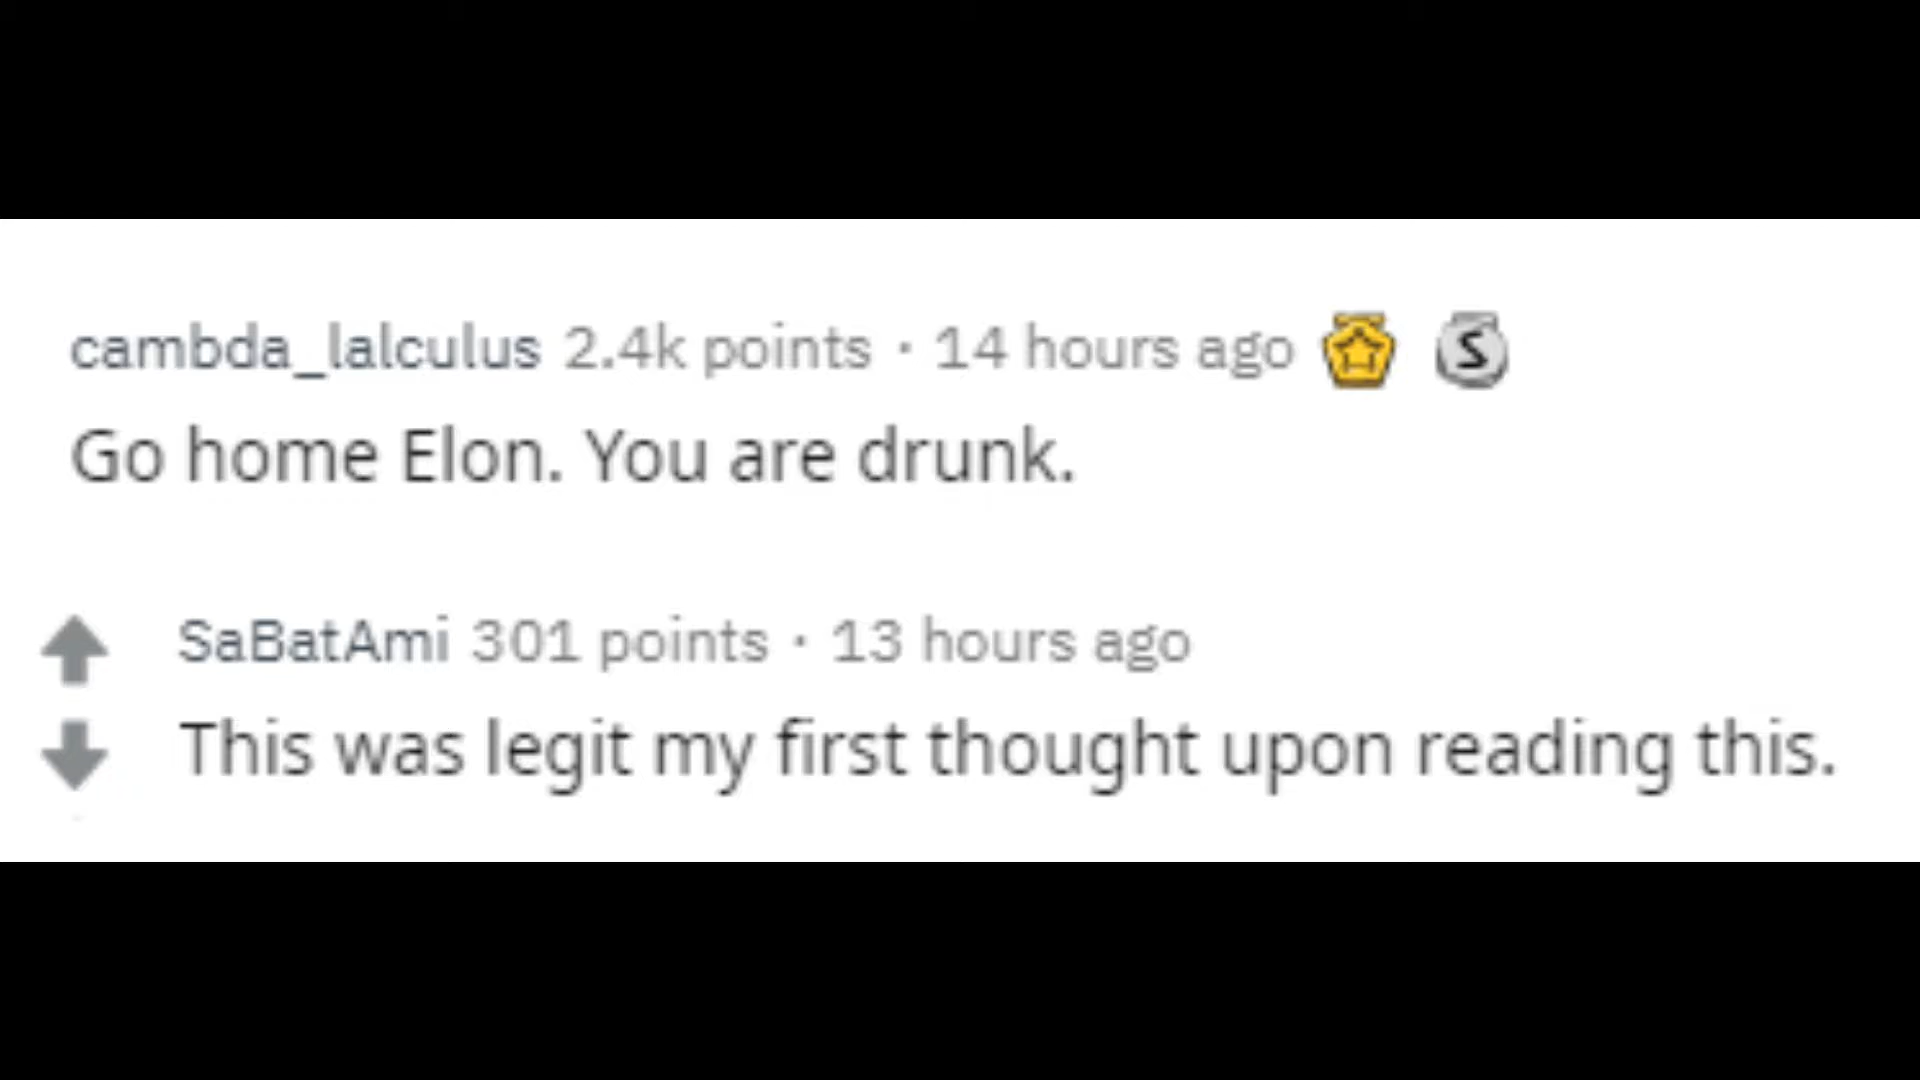 cambda_lalculus 2.4k points · 14 hours ago S
Go home Elon. You are drunk.
SaBatAmi 301 points · 13 hours ago
This was legit my first thought upon reading this.